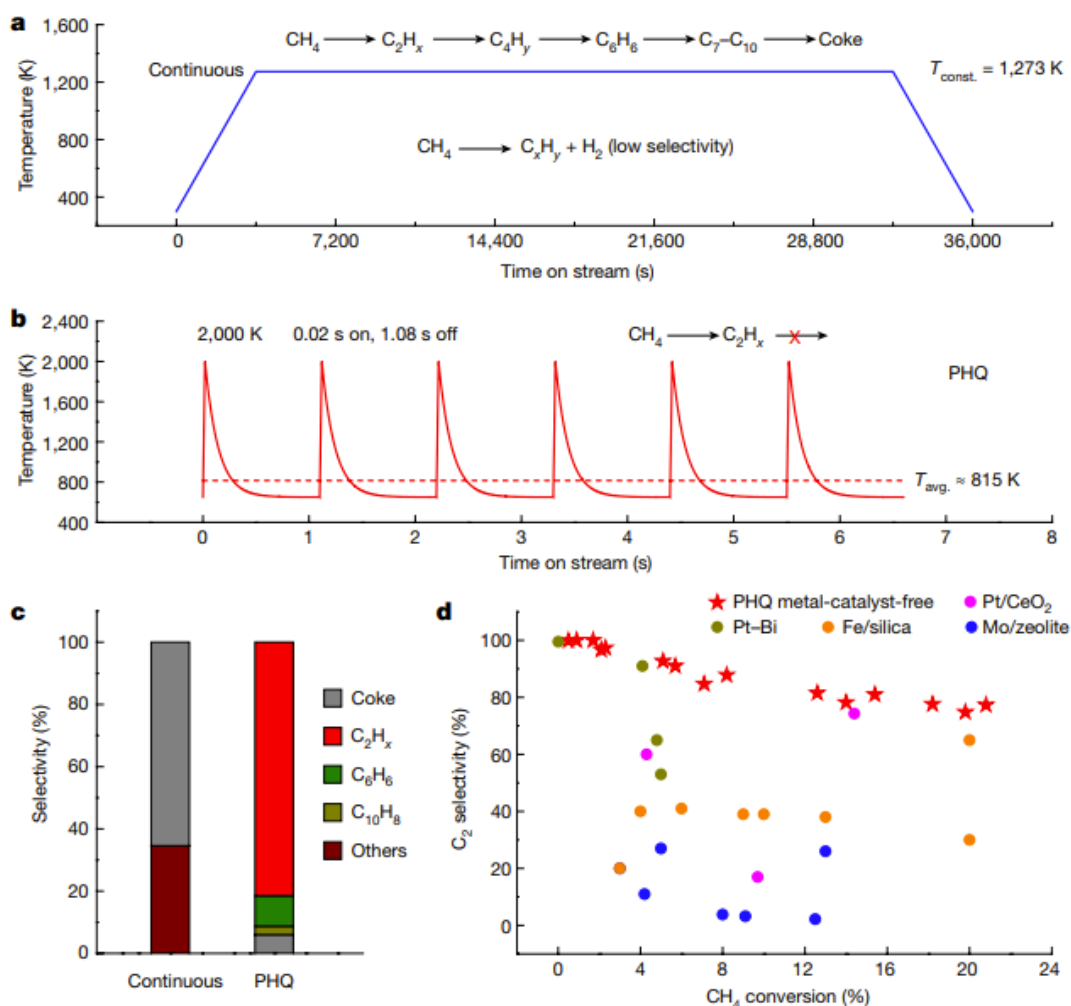 a
1,600
1,200
800
400
Temperature (K)
CH₄ → C₂Hₓ → C₄Hᵧ → C₆H₆ → C₇–C₁₀ → Coke
Continuous
T const. = 1,273 K
CH₄ → CₓHᵧ + H₂ (low selectivity)
0 7,200 14,400 21,600 28,800 36,000
Time on stream (s)
b
2,400
2,000
1,600
1,200
800
400
Temperature (K)
2,000 K 0.02 s on, 1.08 s off
CH₄ → C₂Hₓ →
PHQ
T avg. ≈ 815 K
0 1 2 3 4 5 6 7 8
Time on stream (s)
c
100
80
60
40
20
0
Selectivity (%)
Coke
C₂Hₓ
C₆H₆
C₁₀H₈
Others
Continuous PHQ
d
PHQ metal-catalyst-free Pt/CeO₂
Pt–Bi Fe/silica Mo/zeolite
100
80
60
40
20
0
C₂ selectivity (%)
0 4 8 12 16 20 24
CH₄ conversion (%)